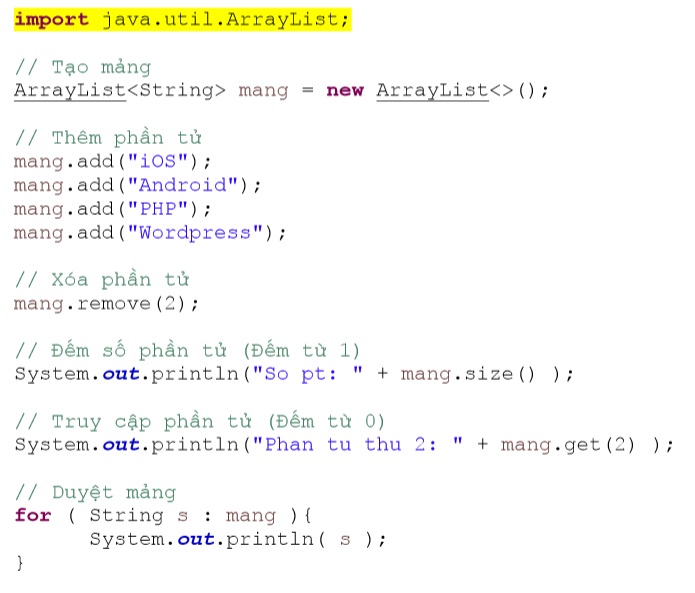 import java.util.ArrayList;
// Tạo mảng
ArrayList<String> mang = new ArrayList<>();
// Thêm phần tử
mang.add("iOS");
mang.add("Android");
mang.add("PHP");
mang.add("Wordpress");
// Xóa phần tử
mang.remove(2);
// Đếm số phần tử (Đếm từ 1)
System.out.println("So pt: " + mang.size() );
// Truy cập phần tử (Đếm từ 0)
System.out.println("Phan tu thu 2: " + mang.get(2) );
// Duyệt mảng
for ( String s : mang ){
System.out.println( s );
}